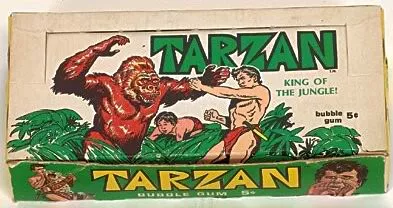 TARZAN
KING OF
THE JUNGLE!
bubble 5¢
gum
TARZAN
BUBBLE GUM 5¢